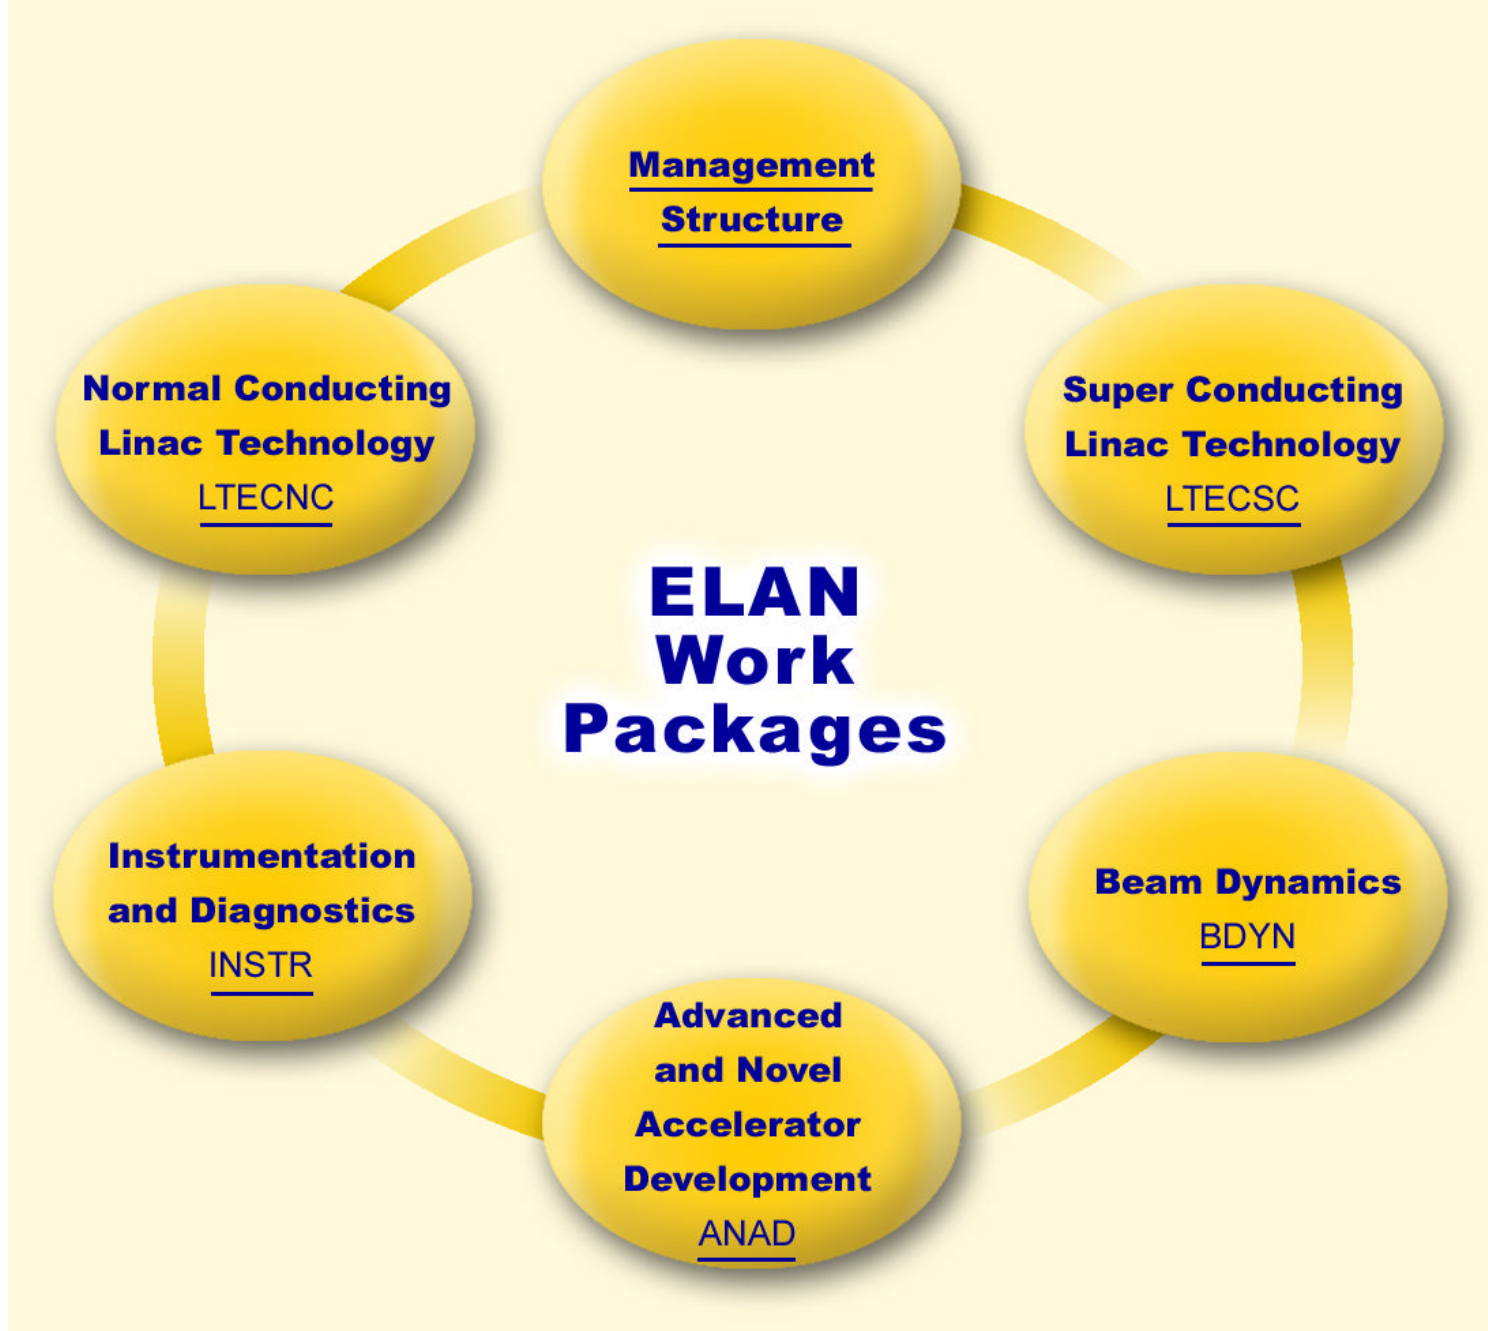 Management
Structure
Normal Conducting
Linac Technology
LTECNC
Super Conducting
Linac Technology
LTECSC
ELAN
Work
Packages
Instrumentation
and Diagnostics
INSTR
Beam Dynamics
BDYN
Advanced
and Novel
Accelerator
Development
ANAD